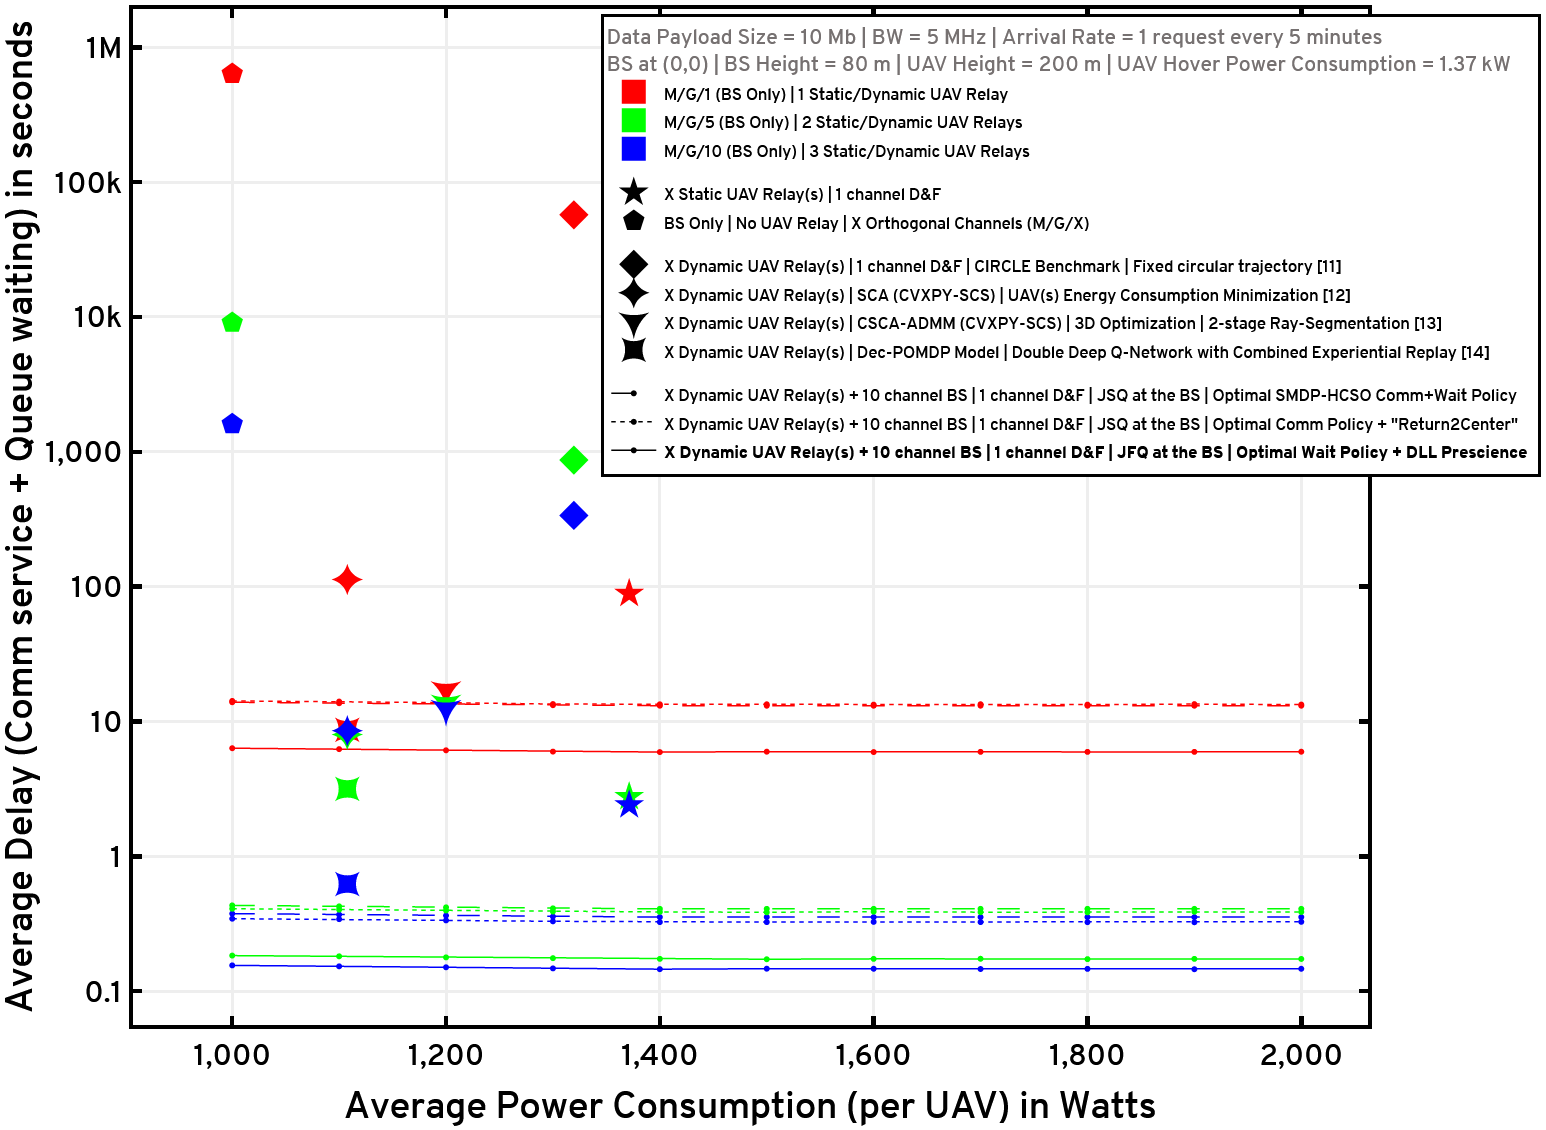 Data Payload Size = 10 Mb | BW = 5 MHz | Arrival Rate = 1 request every 5 minutes
BS at (0,0) | BS Height = 80 m | UAV Height = 200 m | UAV Hover Power Consumption = 1.37 kW
M/G/1 (BS Only) | 1 Static/Dynamic UAV Relay
M/G/5 (BS Only) | 2 Static/Dynamic UAV Relays
M/G/10 (BS Only) | 3 Static/Dynamic UAV Relays
X Static UAV Relay(s) | 1 channel D&F
BS Only | No UAV Relay | X Orthogonal Channels (M/G/X)
X Dynamic UAV Relay(s) | 1 channel D&F | CIRCLE Benchmark | Fixed circular trajectory [11]
X Dynamic UAV Relay(s) | SCA (CVXPY-SCS) | UAV(s) Energy Consumption Minimization [12]
X Dynamic UAV Relay(s) | CSCA-ADMM (CVXPY-SCS) | 3D Optimization | 2-stage Ray-Segmentation [13]
X Dynamic UAV Relay(s) | Dec-POMDP Model | Double Deep Q-Network with Combined Experiential Replay [14]
X Dynamic UAV Relay(s) + 10 channel BS | 1 channel D&F | JSQ at the BS | Optimal SMDP-HCSO Comm+Wait Policy
X Dynamic UAV Relay(s) + 10 channel BS | 1 channel D&F | JSQ at the BS | Optimal Comm Policy + "Return2Center"
X Dynamic UAV Relay(s) + 10 channel BS | 1 channel D&F | JFQ at the BS | Optimal Wait Policy + DLL Prescience
Average Delay (Comm service + Queue waiting) in seconds
1M
100k
10k
1,000
100
10
1
0.1
1,000
1,200
1,400
1,600
1,800
2,000
Average Power Consumption (per UAV) in Watts